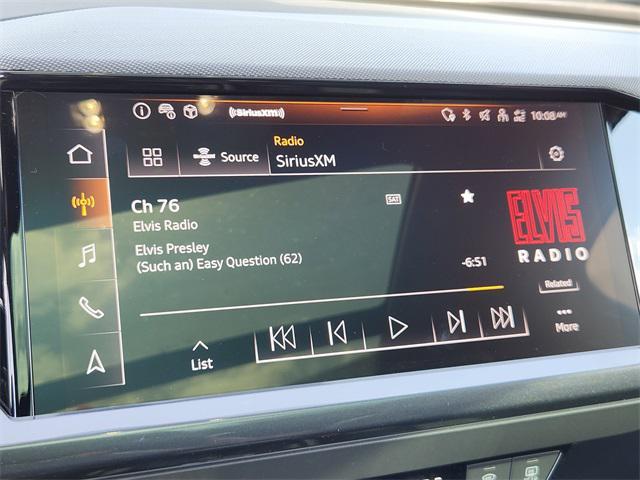 ((SiriusXM))
10:08AM
Radio
Source
SiriusXM
Ch 76
SAT
Elvis Radio
Elvis Presley
(Such an) Easy Question (62)
-6:51
ELVIS
RADIO
Related
List
More